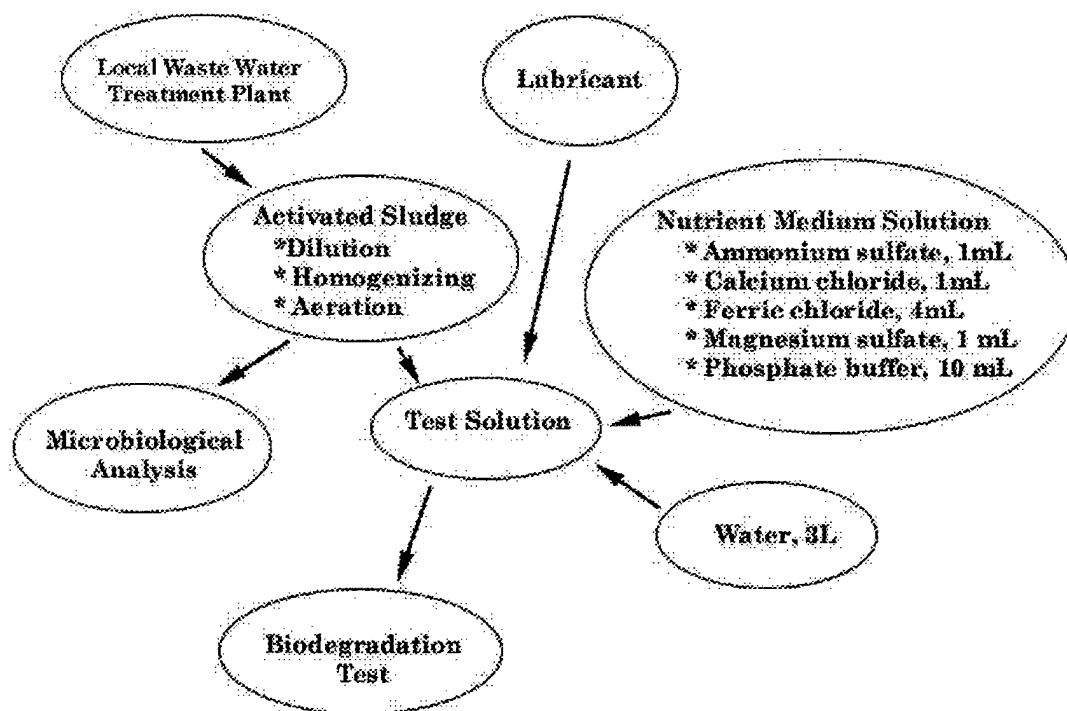 Local Waste Water
Treatment Plant
Lubricant
Activated Sludge
*Dilution
* Homogenizing
* Aeration
Nutrient Medium Solution
* Ammonium sulfate, 1mL
* Calcium chloride, 1mL
* Ferric chloride, 4mL
* Magnesium sulfate, 1 mL
* Phosphate buffer, 10 mL
Microbiological
Analysis
Test Solution
Water, 3L
Biodegradation
Test